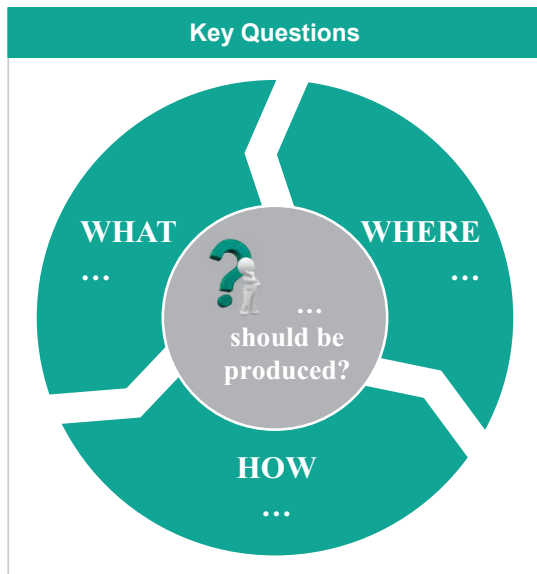 Key Questions
WHAT
…
WHERE
…
…
should be
produced?
HOW
…